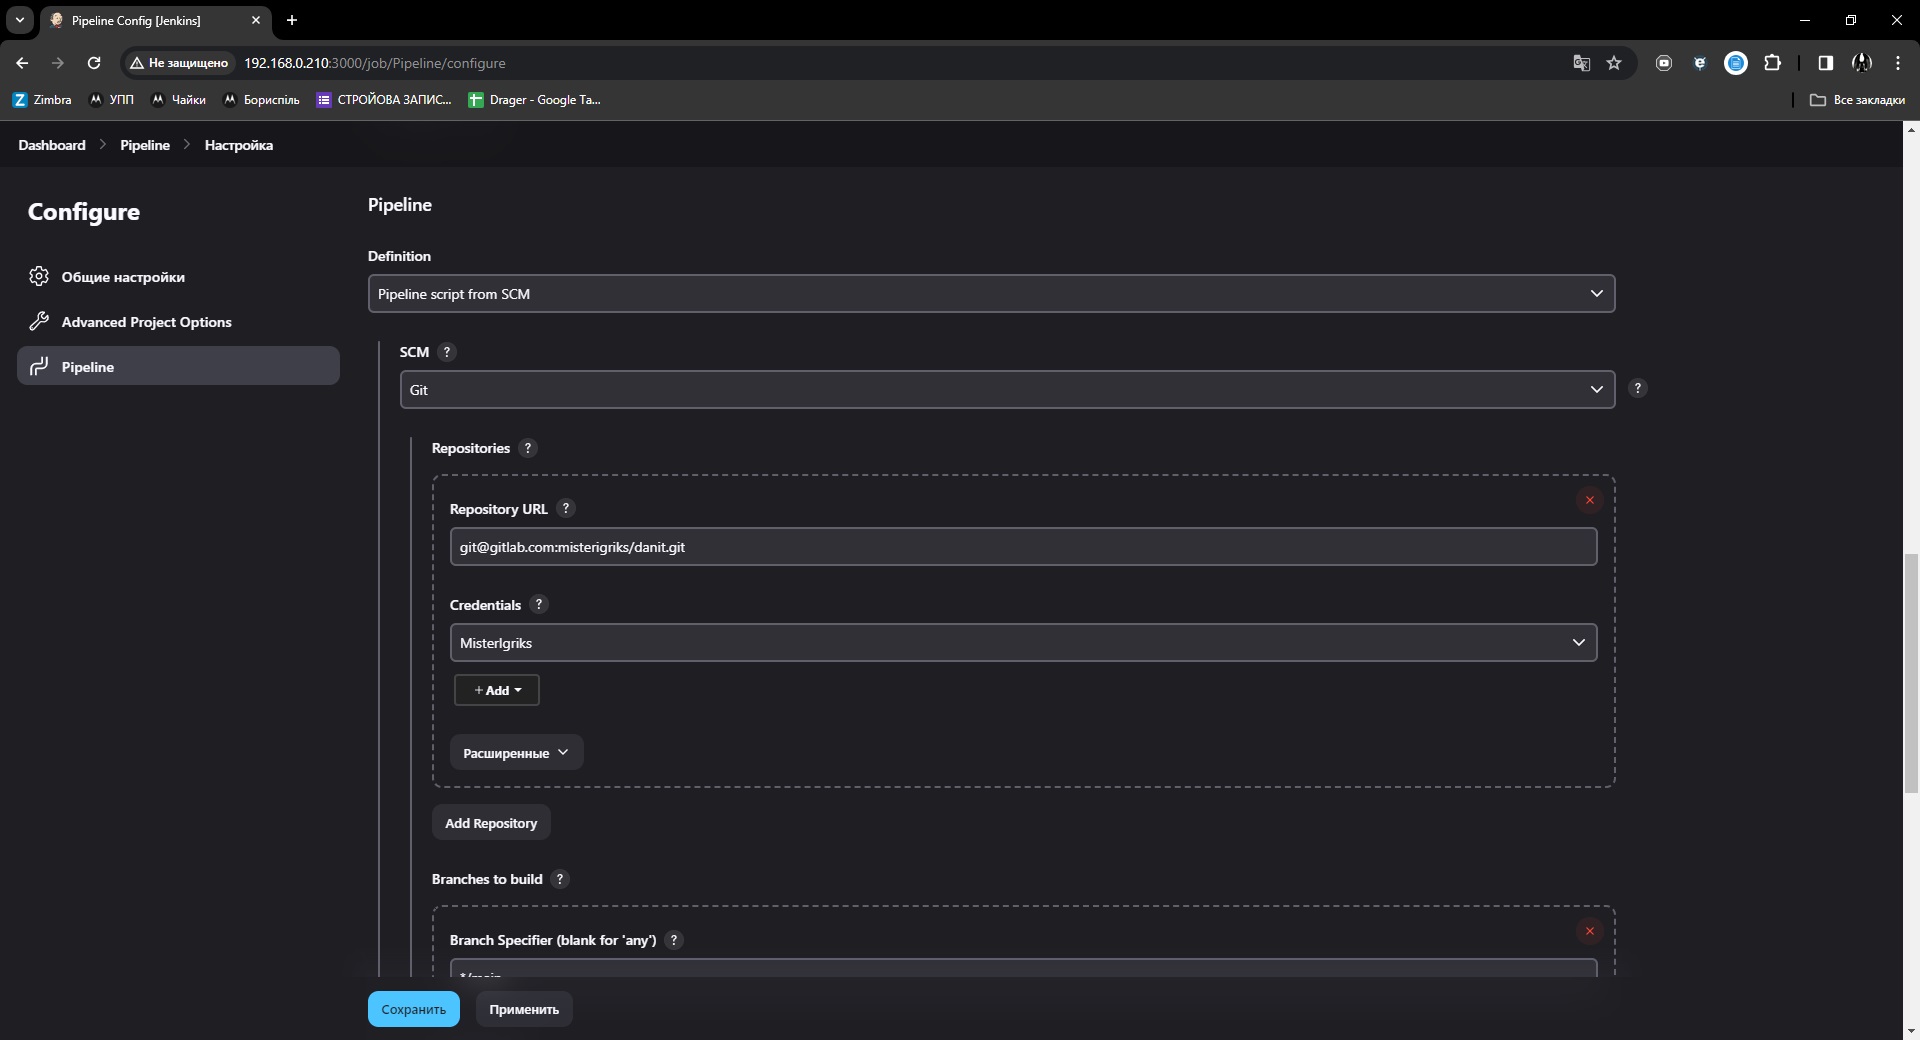 Pipeline Config [Jenkins]
Не защищено 192.168.0.210:3000/job/Pipeline/configure
Zimbra УПП Чайки Бориспіль СТРОЙОВА ЗАПИС... Drager - Google Ta... Все закладки
Dashboard Pipeline Настройка
Configure
Общие настройки
Advanced Project Options
Pipeline
Pipeline
Definition
Pipeline script from SCM
SCM ?
Git
?
Repositories ?
Repository URL ?
git@gitlab.com:misterigriks/danit.git
Credentials ?
MisterIgriks
+ Add
Расширенные
Add Repository
Branches to build ?
Branch Specifier (blank for 'any') ?
*/main
Сохранить Применить